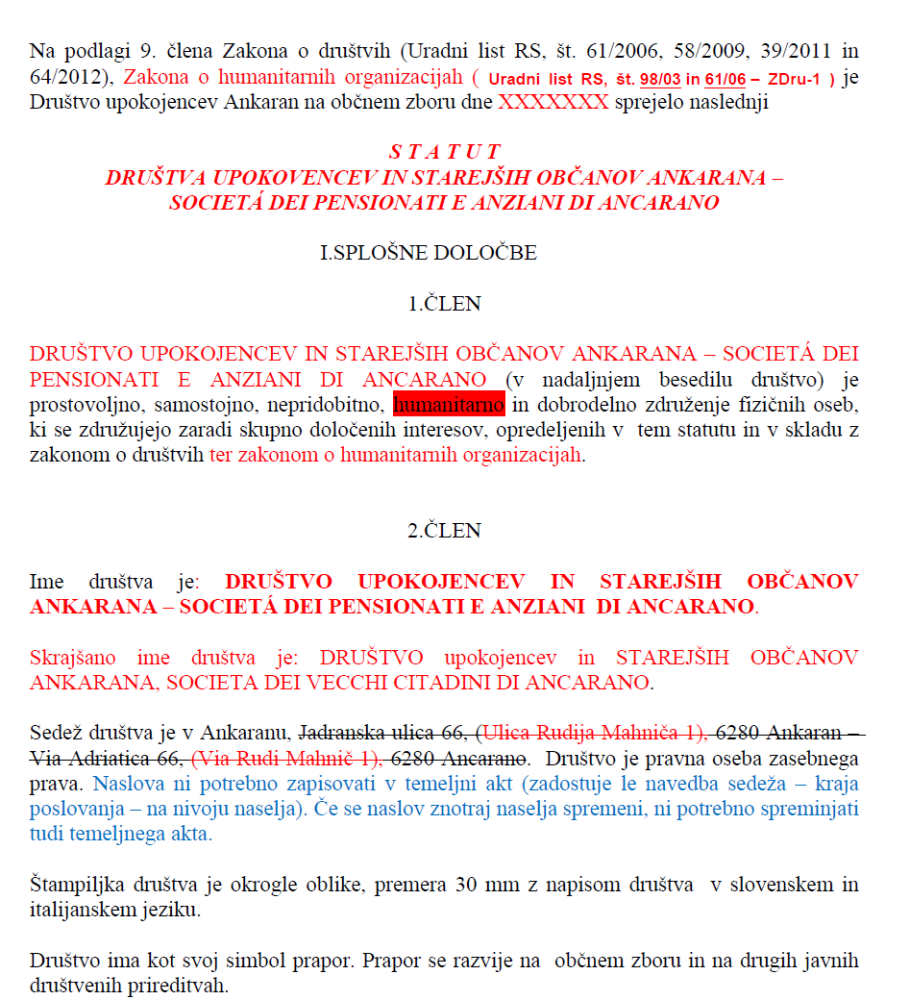 Na podlagi 9. člena Zakona o društvih (Uradni list RS, št. 61/2006, 58/2009, 39/2011 in
64/2012), Zakona o humanitarnih organizacijah ( Uradni list RS, št. 98/03 in 61/06 – ZDru-1 ) je
Društvo upokojencev Ankaran na občnem zboru dne XXXXXXX sprejelo naslednji
S T A T U T
DRUŠTVA UPOKOVENCEV IN STAREJŠIH OBČANOV ANKARANA –
SOCIETÁ DEI PENSIONATI E ANZIANI DI ANCARANO
I.SPLOŠNE DOLOČBE
1.ČLEN
DRUŠTVO UPOKOJENCEV IN STAREJŠIH OBČANOV ANKARANA – SOCIETÁ DEI
PENSIONATI E ANZIANI DI ANCARANO (v nadaljnjem besedilu društvo) je
prostovoljno, samostojno, nepridobitno, humanitarno in dobrodelno združenje fizičnih oseb,
ki se združujejo zaradi skupno določenih interesov, opredeljenih v tem statutu in v skladu z
zakonom o društvih ter zakonom o humanitarnih organizacijah.
2.ČLEN
Ime društva je: DRUŠTVO UPOKOJENCEV IN STAREJŠIH OBČANOV
ANKARANA – SOCIETÁ DEI PENSIONATI E ANZIANI DI ANCARANO.
Skrajšano ime društva je: DRUŠTVO upokojencev in STAREJŠIH OBČANOV
ANKARANA, SOCIETA DEI VECCHI CITADINI DI ANCARANO.
Sedež društva je v Ankaranu, Jadranska ulica 66, (Ulica Rudija Mahniča 1), 6280 Ankaran –
Via Adriatica 66, (Via Rudi Mahnič 1), 6280 Ancarano. Društvo je pravna oseba zasebnega
prava. Naslova ni potrebno zapisovati v temeljni akt (zadostuje le navedba sedeža – kraja
poslovanja – na nivoju naselja). Če se naslov znotraj naselja spremeni, ni potrebno spreminjati
tudi temeljnega akta.
Štampiljka društva je okrogle oblike, premera 30 mm z napisom društva v slovenskem in
italijanskem jeziku.
Društvo ima kot svoj simbol prapor. Prapor se razvije na občnem zboru in na drugih javnih
društvenih prireditvah.